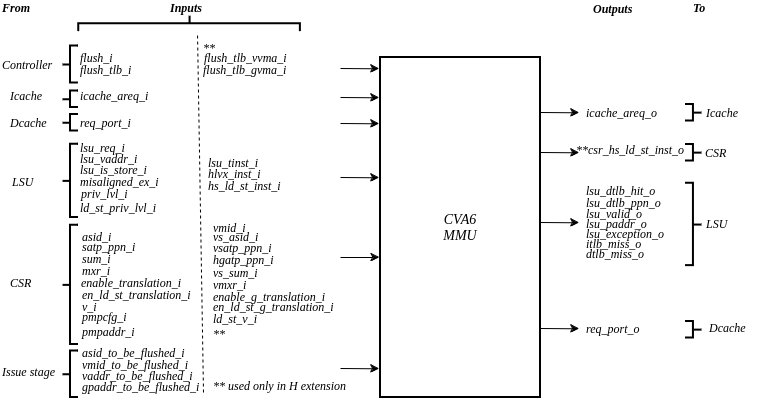 From
Inputs
Outputs
To
**
Controller
flush_i
flush_tlb_i
flush_tlb_vvma_i
flush_tlb_gvma_i
Icache
icache_areq_i
Dcache
req_port_i
LSU
lsu_req_i
lsu_vaddr_i
lsu_is_store_i
misaligned_ex_i
priv_lvl_i
ld_st_priv_lvl_i
lsu_tinst_i
hlvx_inst_i
hs_ld_st_inst_i
CSR
asid_i
satp_ppn_i
sum_i
mxr_i
enable_translation_i
en_ld_st_translation_i
v_i
pmpcfg_i
pmpaddr_i
vmid_i
vs_asid_i
vsatp_ppn_i
hgatp_ppn_i
vs_sum_i
vmxr_i
enable_g_translation_i
en_ld_st_g_translation_i
ld_st_v_i
**
Issue stage
asid_to_be_flushed_i
vmid_to_be_flushed_i
vaddr_to_be_flushed_i
gpaddr_to_be_flushed_i
** used only in H extension
CVA6
MMU
icache_areq_o
Icache
**csr_hs_ld_st_inst_o
CSR
lsu_dtlb_hit_o
lsu_dtlb_ppn_o
lsu_valid_o
lsu_paddr_o
lsu_exception_o
itlb_miss_o
dtlb_miss_o
LSU
req_port_o
Dcache